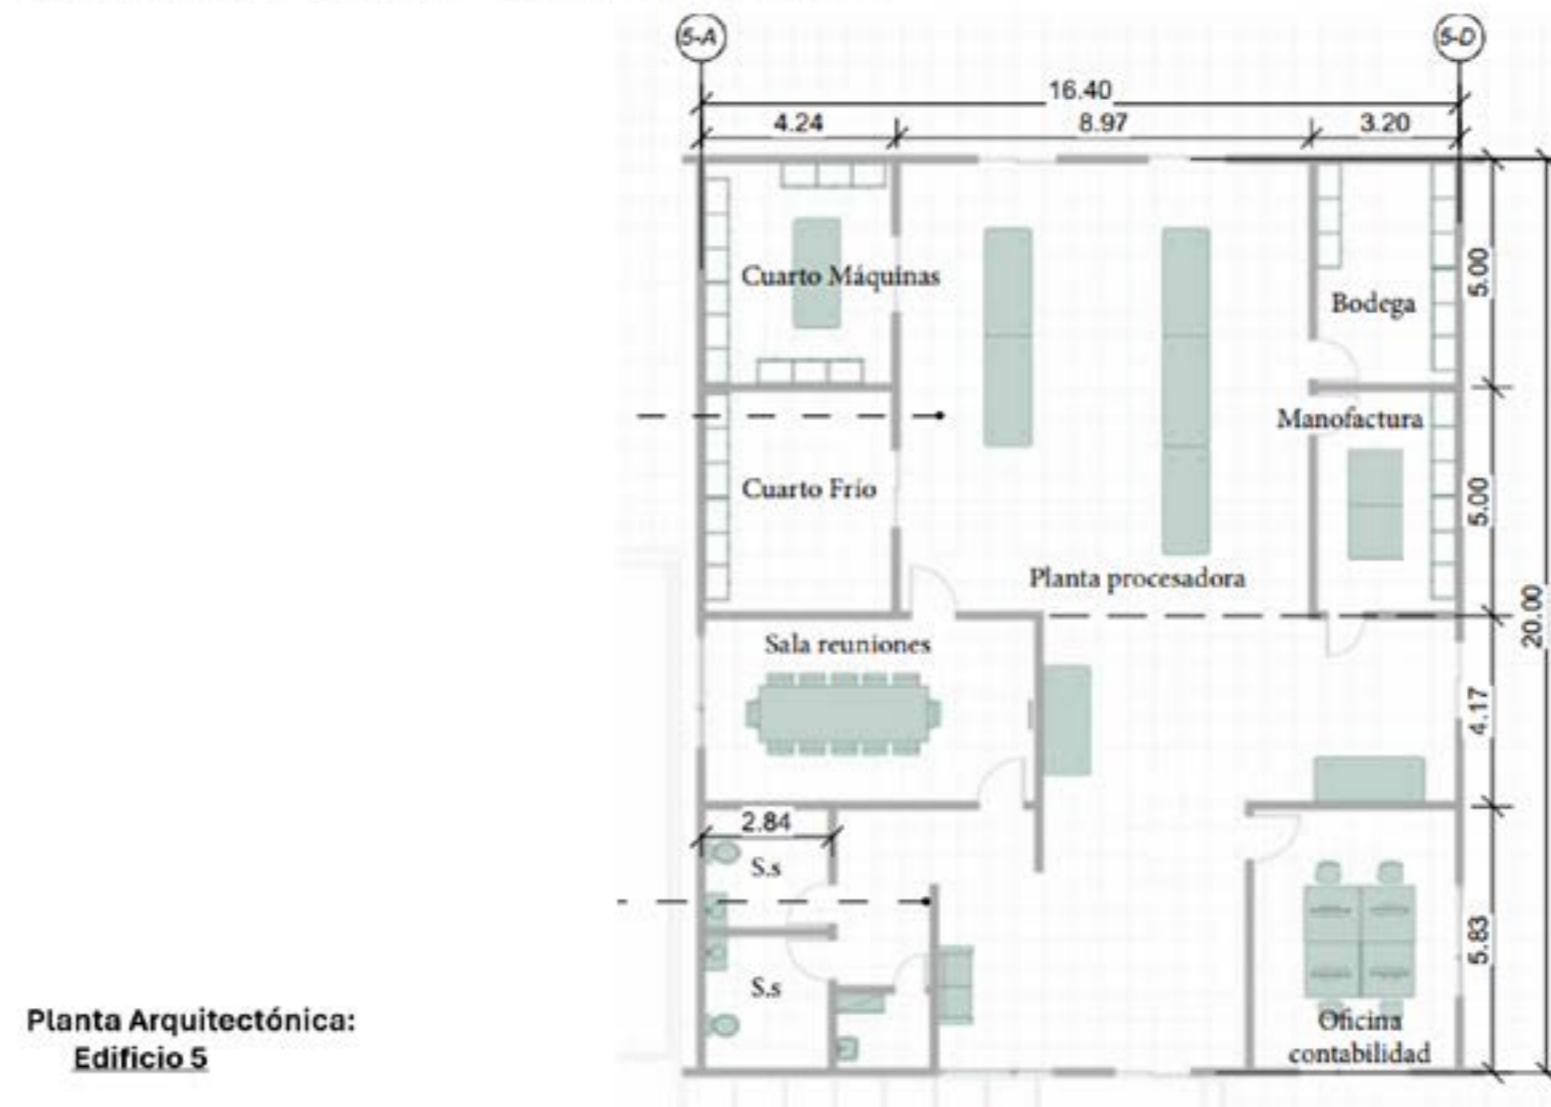 5-A
5-D
16.40
4.24
8.97
3.20
Cuarto Máquinas
5.00
Bodega
Manofactura
Cuarto Frío
5.00
Planta procesadora
20.00
Sala reuniones
4.17
2.84
S.s
5.83
S.s
Oficina
contabilidad
Planta Arquitectónica:
Edificio 5